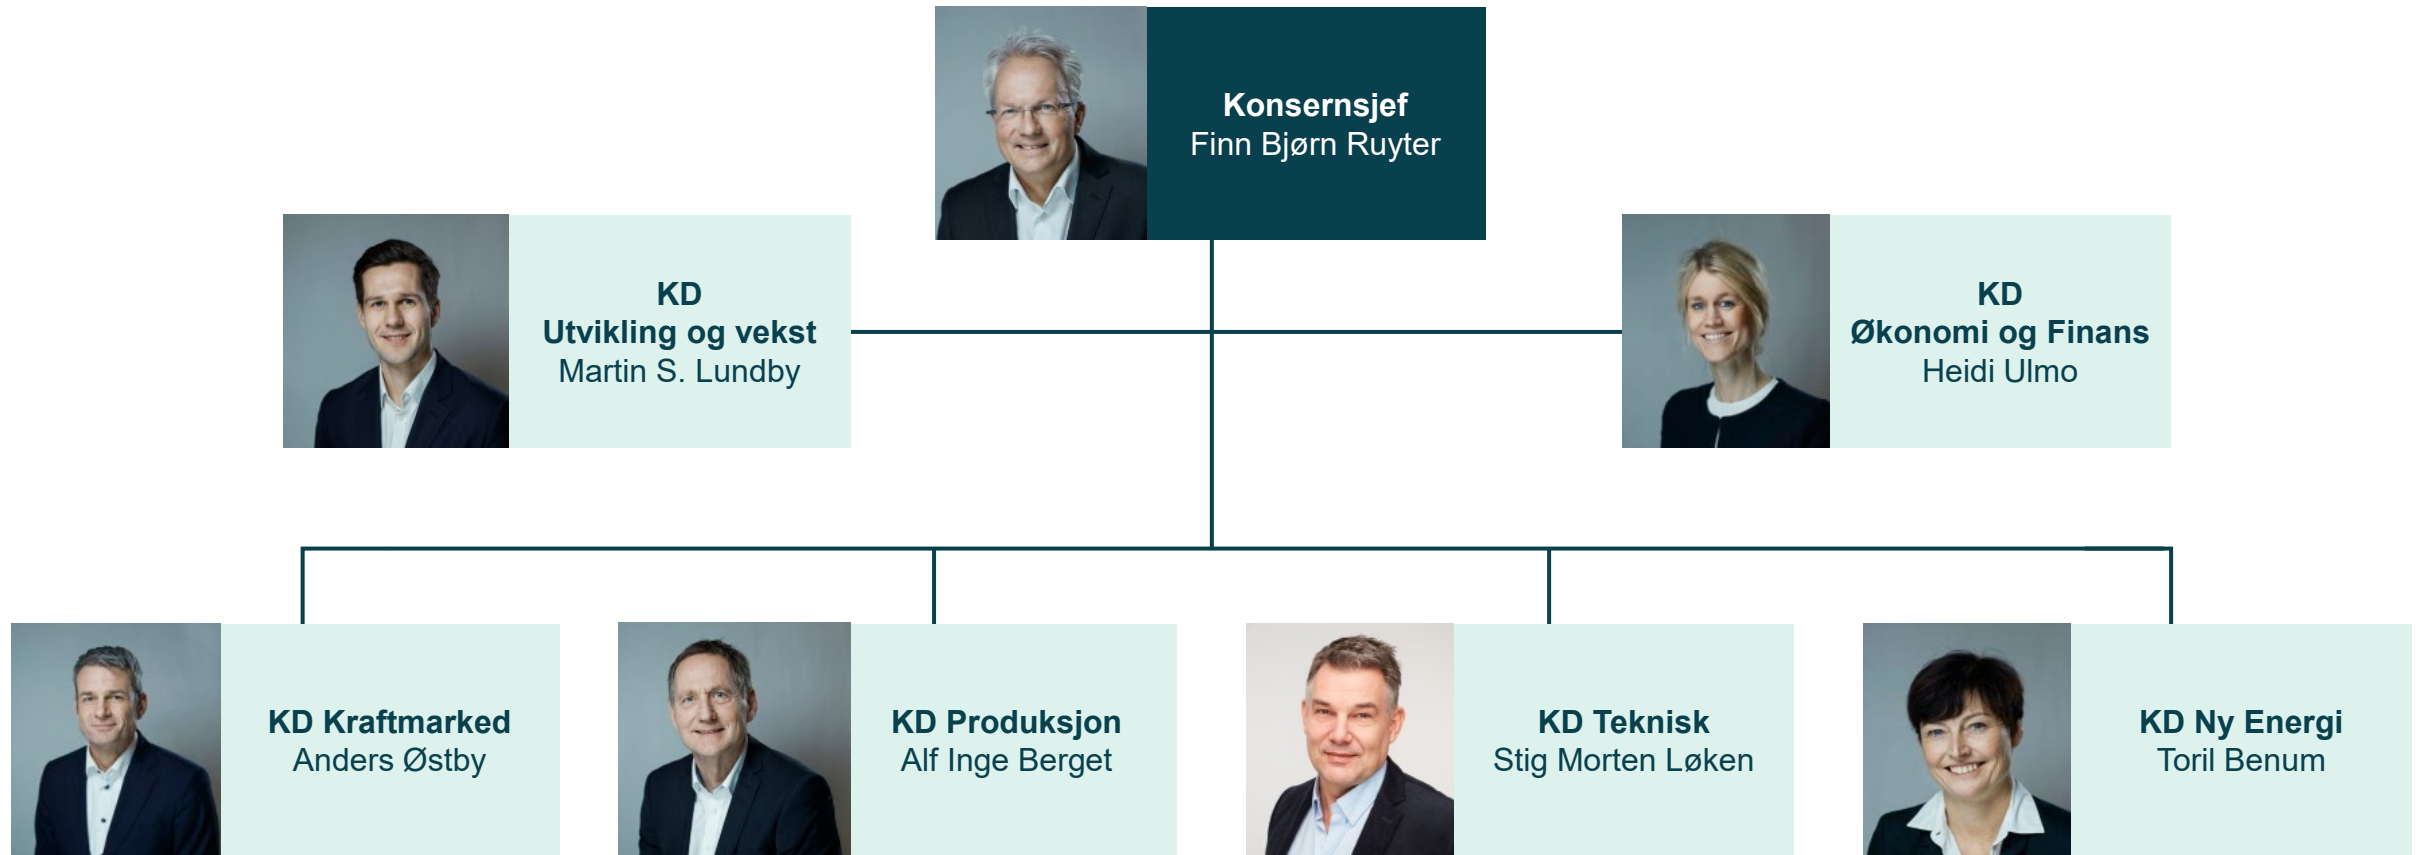 Konsernsjef
Finn Bjørn Ruyter
KD
Utvikling og vekst
Martin S. Lundby
KD
Økonomi og Finans
Heidi Ulmo
KD Kraftmarked
Anders Østby
KD Produksjon
Alf Inge Berget
KD Teknisk
Stig Morten Løken
KD Ny Energi
Toril Benum